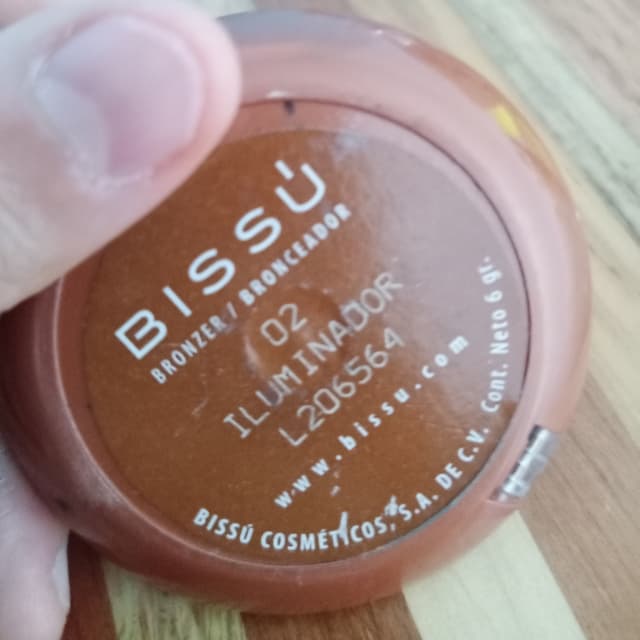 BISSÚ
BRONZER / BRONCEADOR
02
ILUMINADOR
L206564
www.bissu.com
BISSÚ COSMÉTICOS, S.A. DE C.V. Cont. Neto 6 gr.